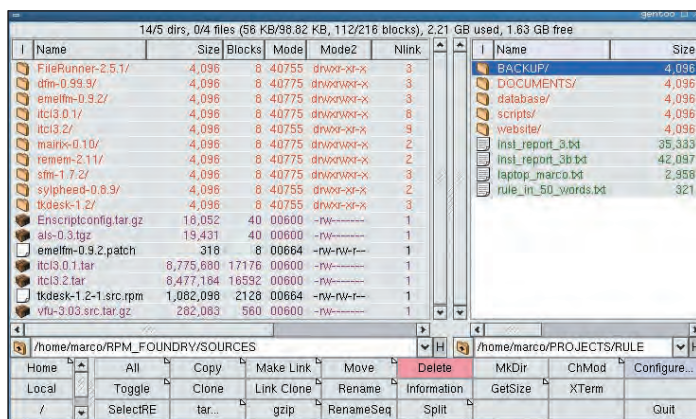 gentoo
14/5 dirs, 0/4 files (56 KB/98.82 KB, 112/216 blocks), 2.21 GB used, 1.63 GB free
I Name Size Blocks Mode Mode2 Nlink
FileRunner-2.5.1/ 4,096 8 40755 drwxr-xr-x 3
dfm-0.99.9/ 4,096 8 40775 drwxrwxr-x 3
emelfm-0.9.2/ 4,096 8 40775 drwxrwxr-x 3
itcl3.0.1/ 4,096 8 40755 drwxr-xr-x 8
itcl3.2/ 4,096 8 40755 drwxr-xr-x 9
mairix-0.10/ 4,096 8 40775 drwxrwxr-x 2
remem-2.11/ 4,096 8 40775 drwxrwxr-x 2
sfm-1.7.2/ 4,096 8 40775 drwxrwxr-x 3
sylpheed-0.8.9/ 4,096 8 40755 drwxr-xr-x 2
tkdesk-1.2/ 4,096 8 40755 drwxr-xr-x 3
Enscriptconfig.tar.gz 18,052 40 00600 -rw------- 1
als-0.3.tgz 19,431 40 00600 -rw------- 1
emelfm-0.9.2.patch 318 8 00664 -rw-rw-r-- 1
itcl3.0.1.tar 8,775,680 17176 00600 -rw------- 1
itcl3.2.tar 8,477,164 16592 00600 -rw------- 1
tkdesk-1.2-1.src.rpm 1,082,098 2128 00664 -rw-rw-r-- 1
vfu-3.03.src.tar.gz 282,083 560 00600 -rw------- 1
I Name Size
BACKUP/ 4,096
DOCUMENTS/ 4,096
database/ 4,096
scripts/ 4,096
website/ 4,096
inst_report_3.txt 35,333
inst_report_3b.txt 42,097
laptop_marco.txt 2,958
rule_in_50_words.txt 321
/home/marco/RPM_FOUNDRY/SOURCES H
/home/marco/PROJECTS/RULE H
Home All Copy Make Link Move Delete MkDir ChMod Configure...
Local Toggle Clone Link Clone Rename Information GetSize XTerm
/ SelectRE tar... gzip RenameSeq Split Quit